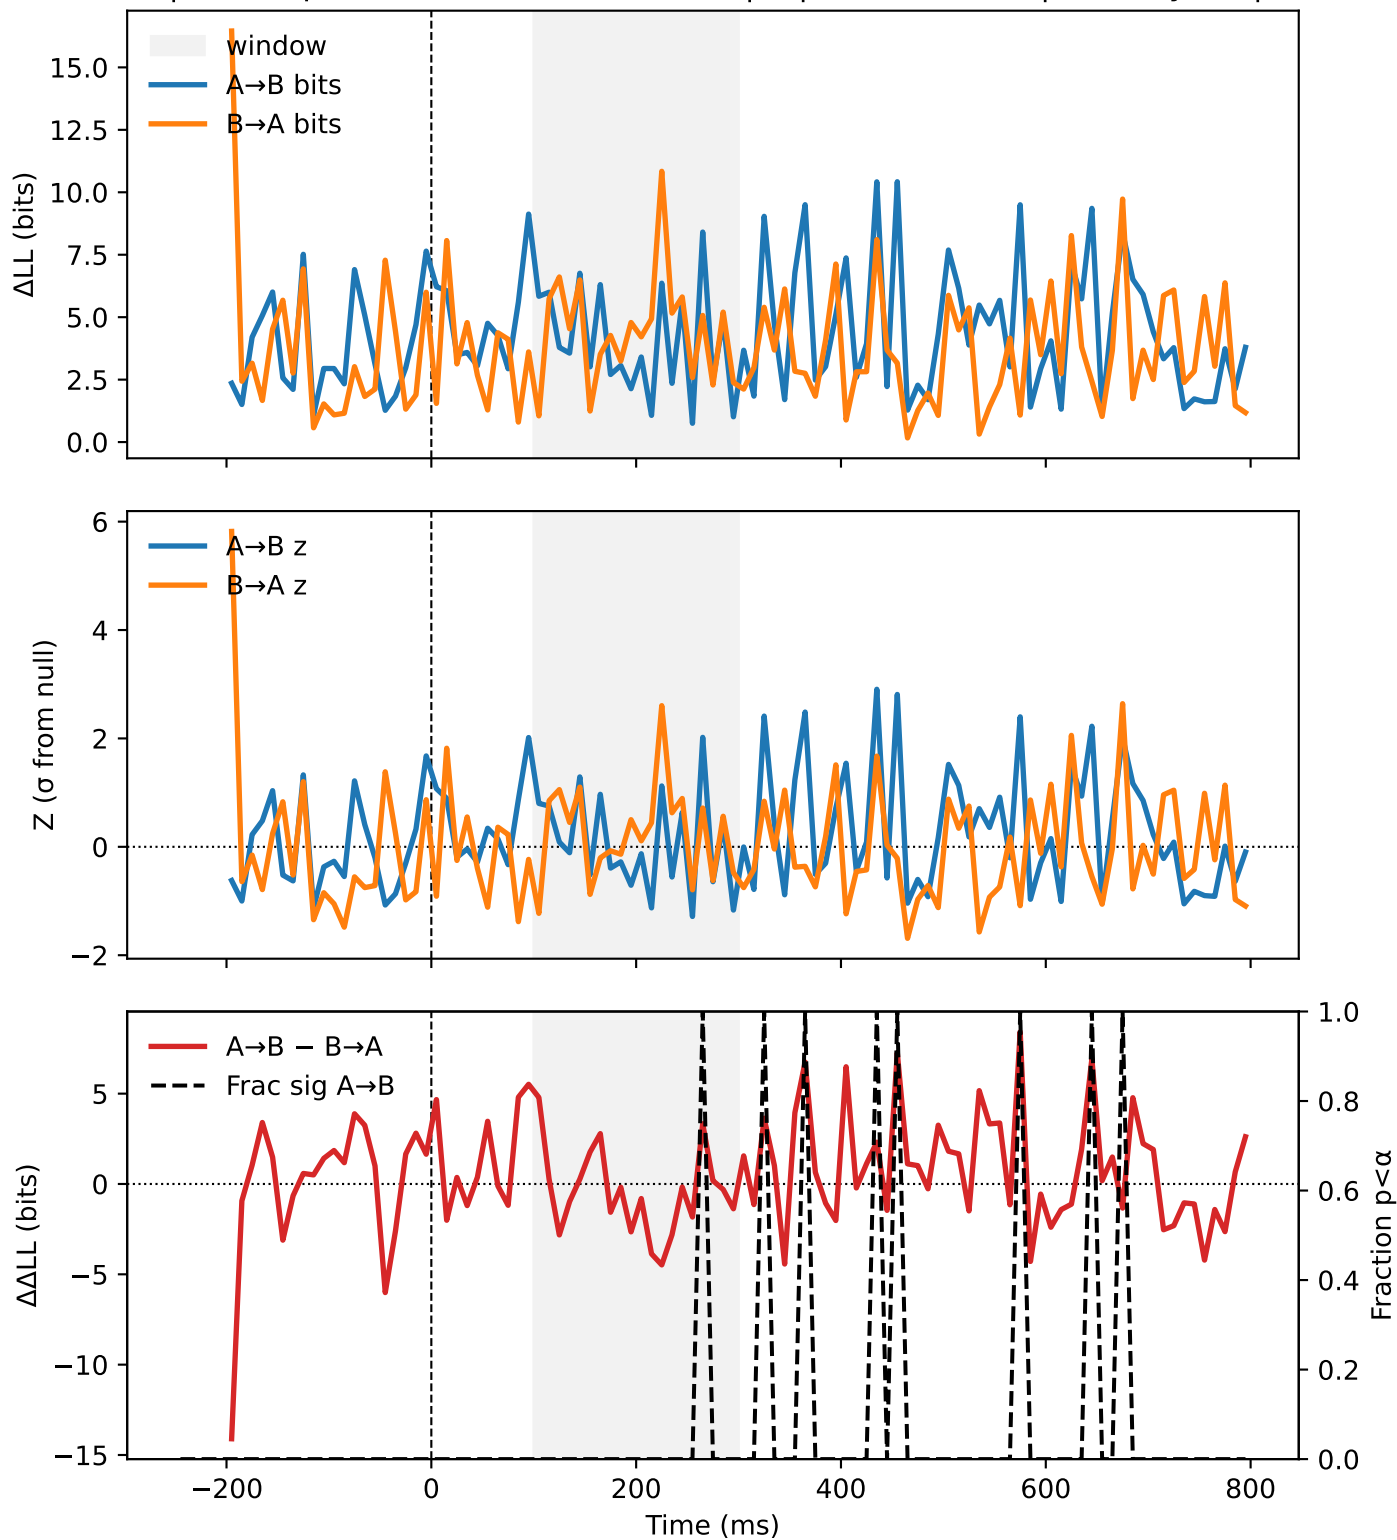 window
A→B bits
B→A bits
ΔLL (bits)
15.0
12.5
10.0
7.5
5.0
2.5
0.0
A→B z
B→A z
Z (σ from null)
6
4
2
0
−2
A→B − B→A
Frac sig A→B
ΔΔLL (bits)
5
0
−5
−10
−15
Fraction p<α
1.0
0.8
0.6
0.4
0.2
0.0
−200
0
200
400
600
800
Time (ms)